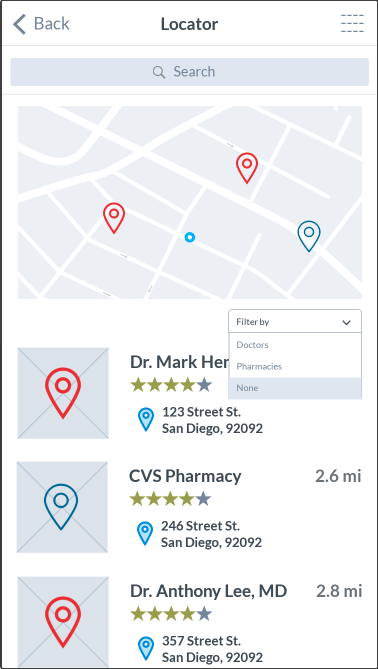 Back
Locator
Search
Filter by
Doctors
Pharmacies
None
Dr. Mark
123 Street St.
San Diego, 92092
CVS Pharmacy
2.6 mi
246 Street St.
San Diego, 92092
Dr. Anthony Lee, MD
2.8 mi
357 Street St.
San Diego, 92092